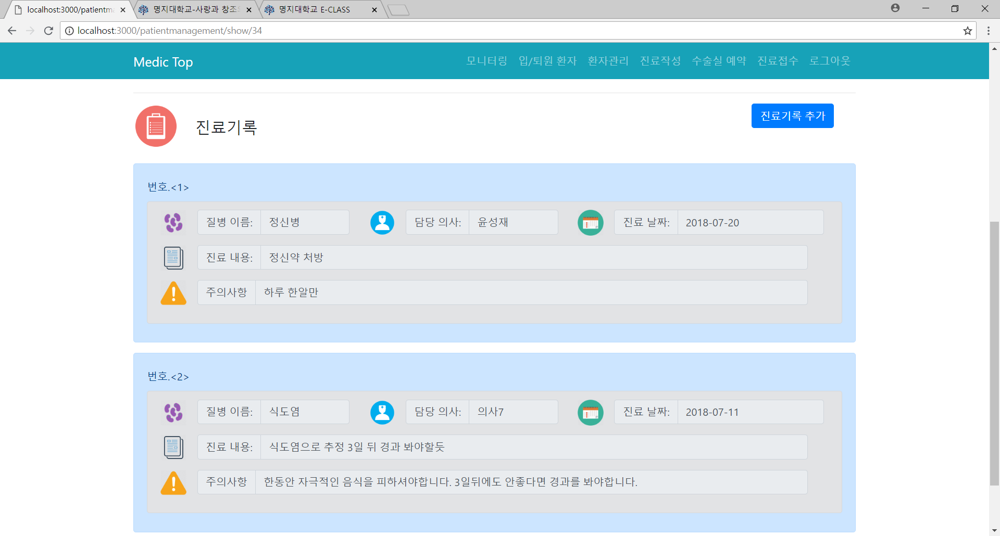 localhost:3000/patientma
명지대학교-사랑과 창조의
명지대학교 E-CLASS
localhost:3000/patientmanagement/show/34
Medic Top
모니터링 입/퇴원 환자 환자관리 진료작성 수술실 예약 진료접수 로그아웃
진료기록
진료기록 추가
번호.<1>
질병 이름: 정신병 담당 의사: 윤성재 진료 날짜: 2018-07-20
진료 내용: 정신약 처방
주의사항 하루 한알만
번호.<2>
질병 이름: 식도염 담당 의사: 의사7 진료 날짜: 2018-07-11
진료 내용: 식도염으로 추정 3일 뒤 경과 봐야할듯
주의사항 한동안 자극적인 음식을 피하셔야합니다. 3일뒤에도 안좋다면 경과를 봐야합니다.